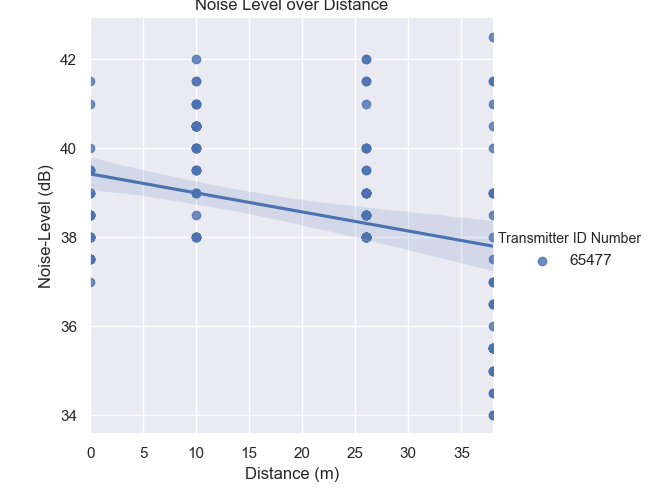 Noise Level over Distance
42
40
38
36
34
Noise-Level (dB)
0 5 10 15 20 25 30 35
Distance (m)
Transmitter ID Number
65477